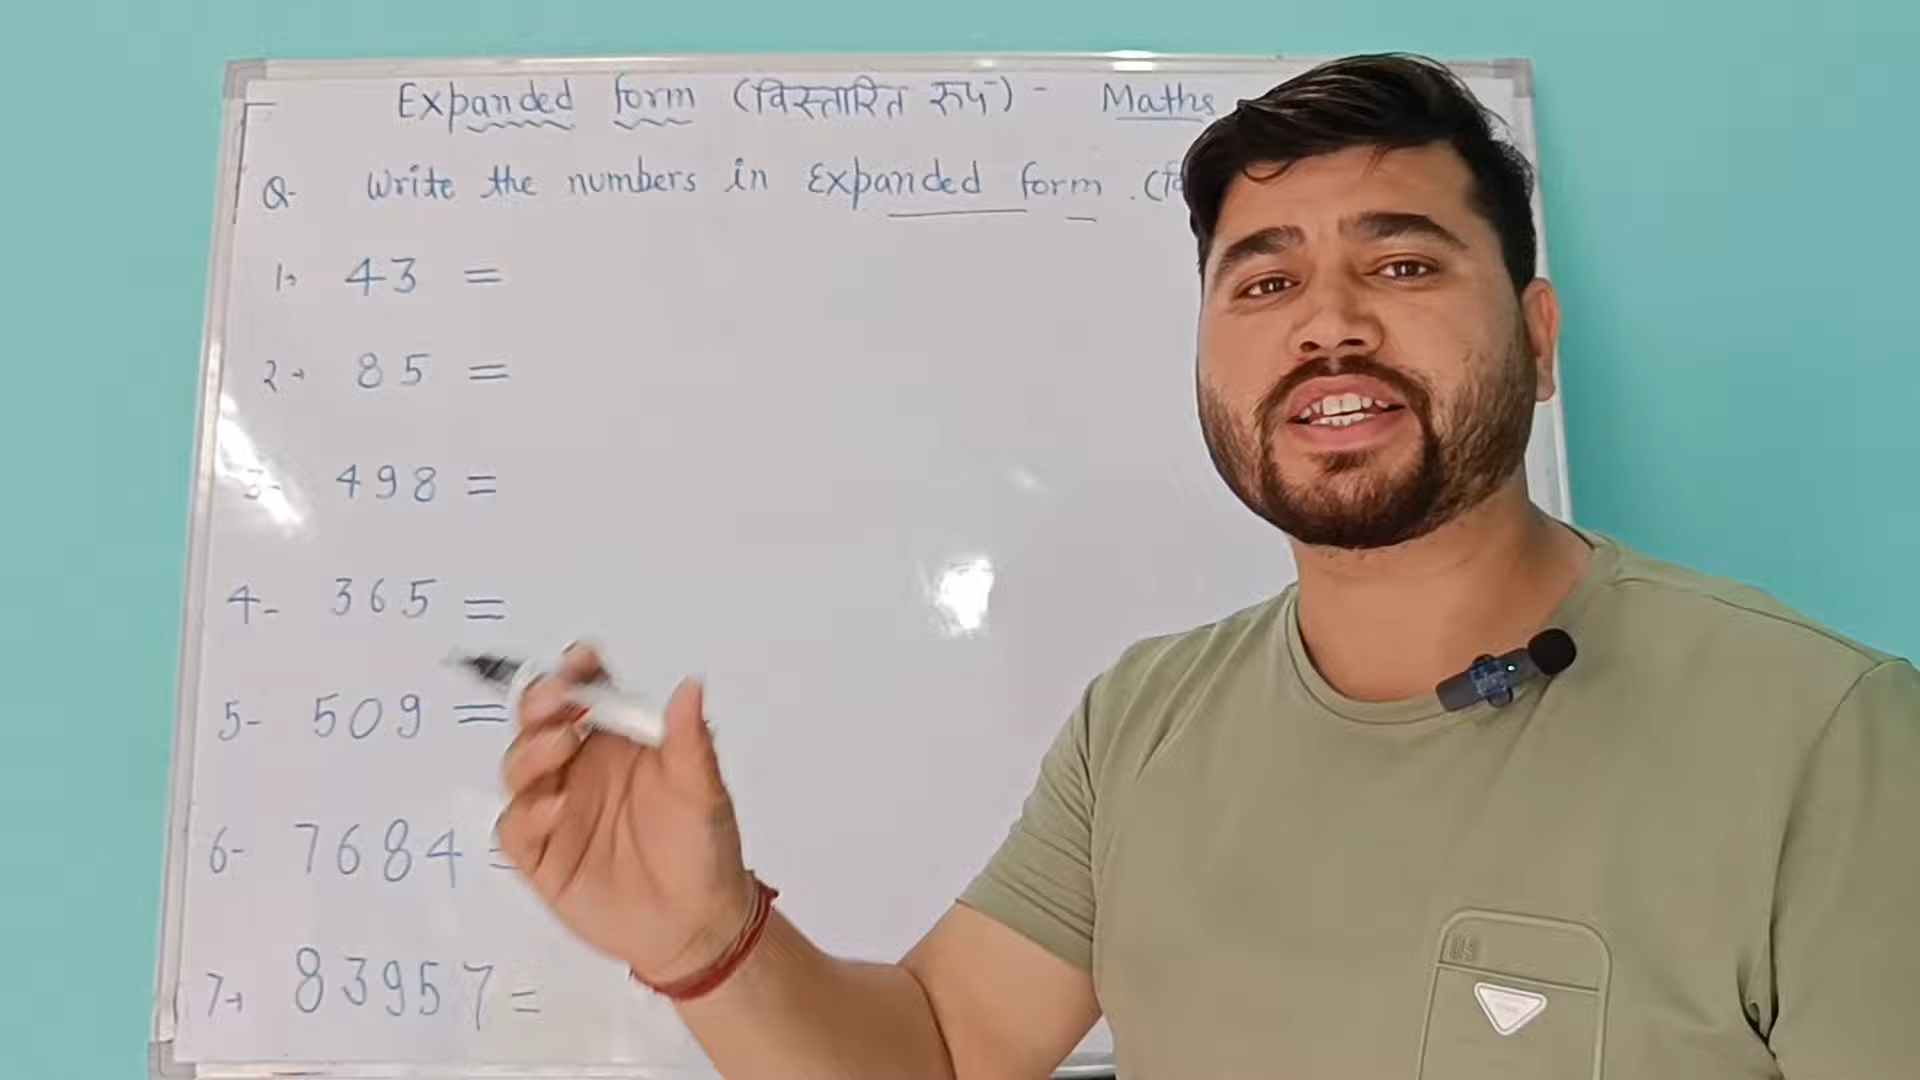 Expanded form (विस्तारित रुप) - Maths
Q- Write the numbers in Expanded form. (
1→ 43 =
2→ 85 =
3- 498 =
4- 365 =
5- 509 =
6- 7684 =
7→ 83957 =